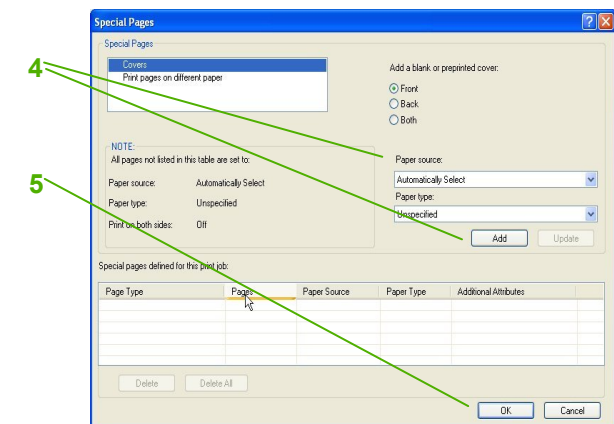 Special Pages
Special Pages
4
Covers
Print pages on different paper
Add a blank or preprinted cover:
Front
Back
Both
NOTE:
All pages not listed in this table are set to:
Paper source: Automatically Select
Paper type: Unspecified
Print on both sides: Off
Paper source:
Automatically Select
Paper type:
Unspecified
Add Update
5
Special pages defined for this print job:
Page Type Pages Paper Source Paper Type Additional Attributes
Delete Delete All
OK Cancel